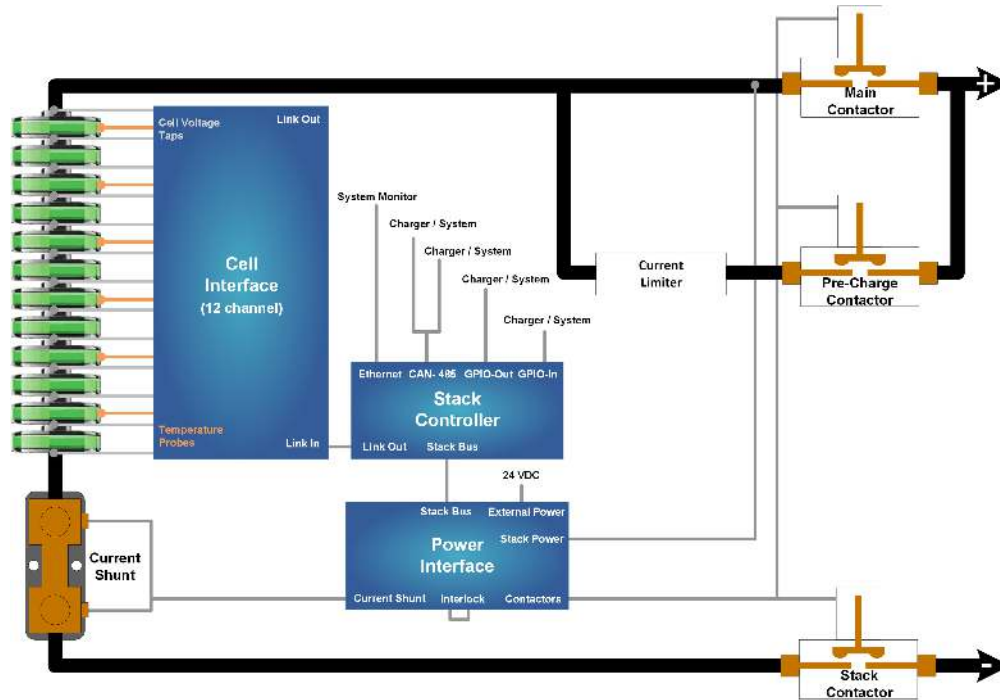 +
Main
Contactor
Cell Voltage
Taps
Link Out
System Monitor
Charger / System
Charger / System
Charger / System
Charger / System
Cell
Interface
(12 channel)
Current
Limiter
Pre-Charge
Contactor
Ethernet CAN- 485 GPIO-Out GPIO-In
Stack
Controller
Temperature
Probes
Link In
Link Out Stack Bus
24 VDC
Stack Bus External Power
Stack Power
Power
Interface
Current
Shunt
Current Shunt Interlock Contactors
-
Stack
Contactor